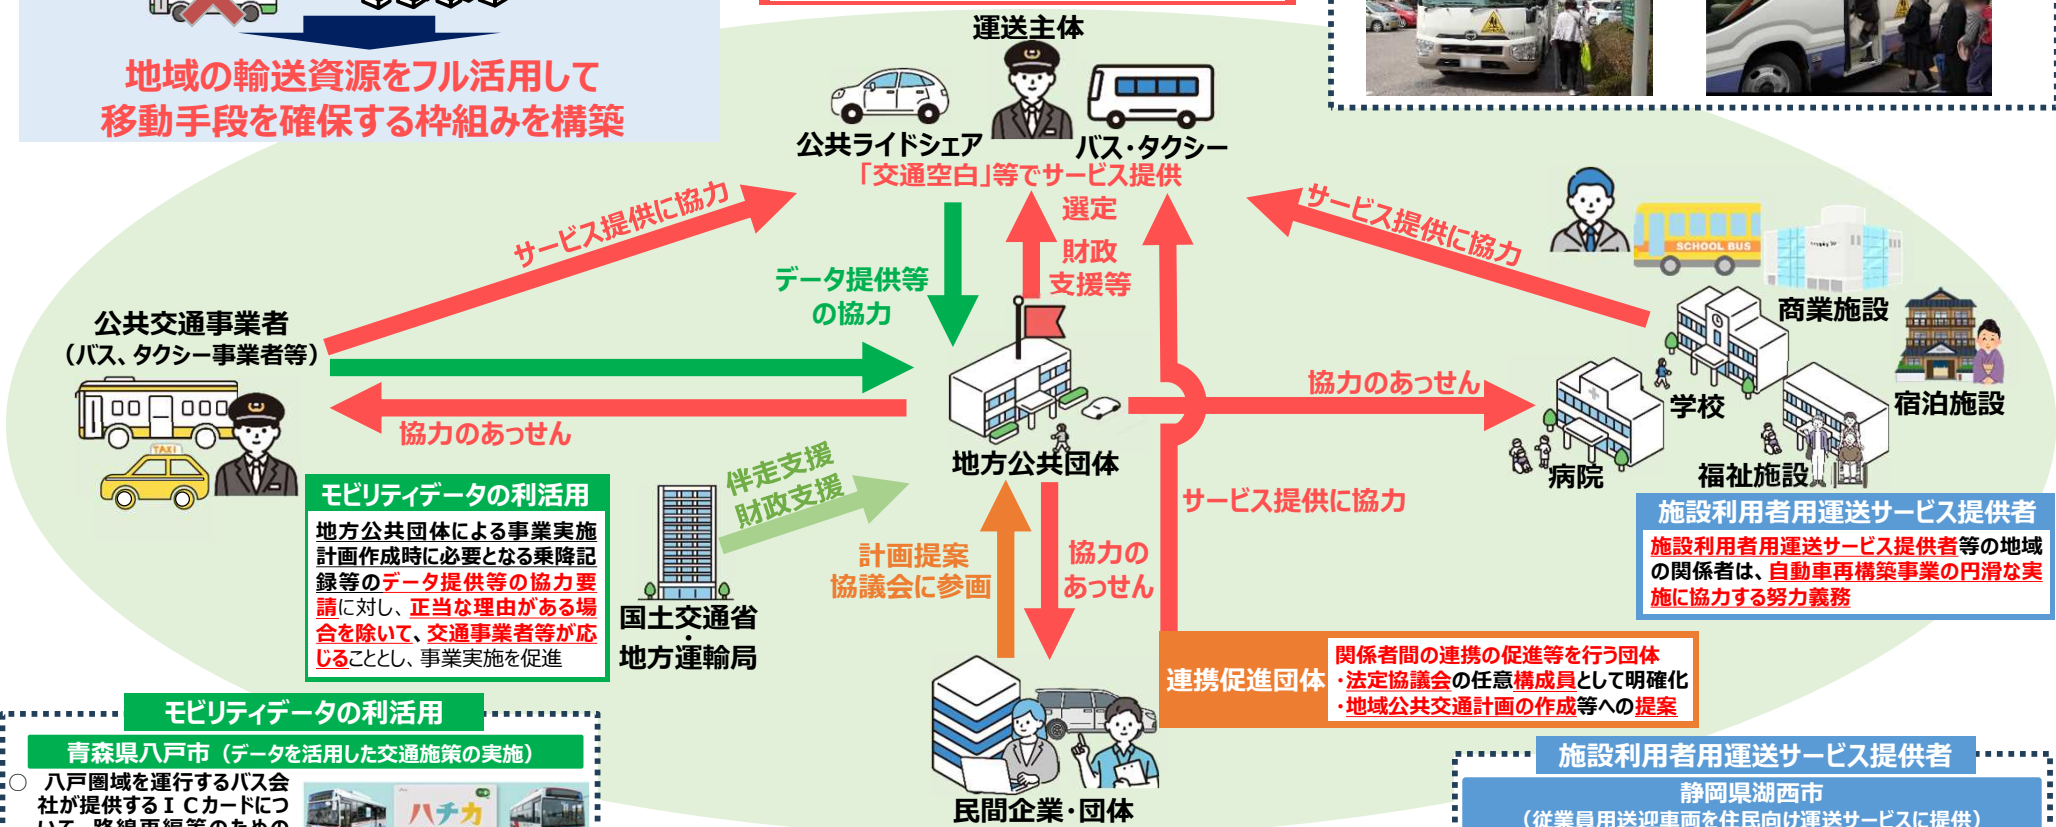 地域の輸送資源をフル活用して
移動手段を確保する枠組みを構築
運送主体
公共ライドシェア
バス・タクシー
「交通空白」等でサービス提供
サービス提供に協力
選定
財政
支援等
データ提供等
の協力
サービス提供に協力
SCHOOL BUS
商業施設
公共交通事業者
（バス、タクシー事業者等）
TAXI
協力のあっせん
協力のあっせん
学校
宿泊施設
病院
福祉施設
地方公共団体
伴走支援
財政支援
国土交通省
・
地方運輸局
サービス提供に協力
計画提案
協議会に参画
協力の
あっせん
モビリティデータの利活用
地方公共団体による事業実施
計画作成時に必要となる乗降記
録等のデータ提供等の協力要
請に対し、正当な理由がある場
合を除いて、交通事業者等が応
じることとし、事業実施を促進
施設利用者用運送サービス提供者
施設利用者用運送サービス提供者等の地域
の関係者は、自動車再構築事業の円滑な実
施に協力する努力義務
連携促進団体
関係者間の連携の促進等を行う団体
・法定協議会の任意構成員として明確化
・地域公共交通計画の作成等への提案
民間企業・団体
モビリティデータの利活用
青森県八戸市（データを活用した交通施策の実施）
○ 八戸圏域を運行するバス会
社が提供するＩＣカードにつ
いて、路線再編等のための
ハチカ
施設利用者用運送サービス提供者
静岡県湖西市
（従業員用送迎車両を住民向け運送サービスに提供）